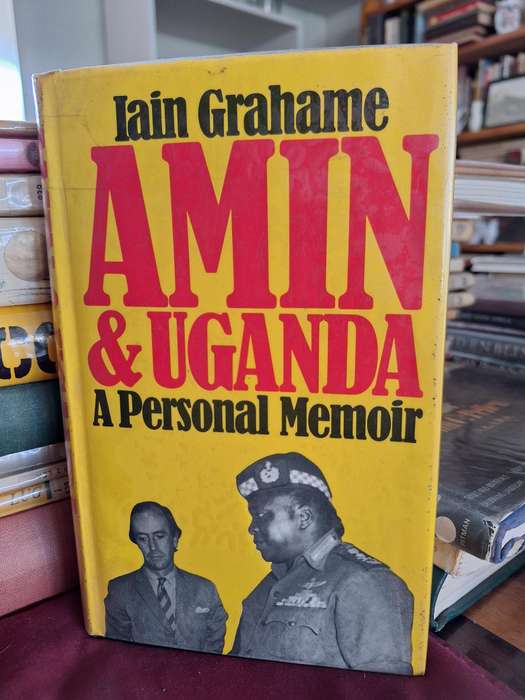 Iain Grahame
AMIN
& UGANDA
A Personal Memoir